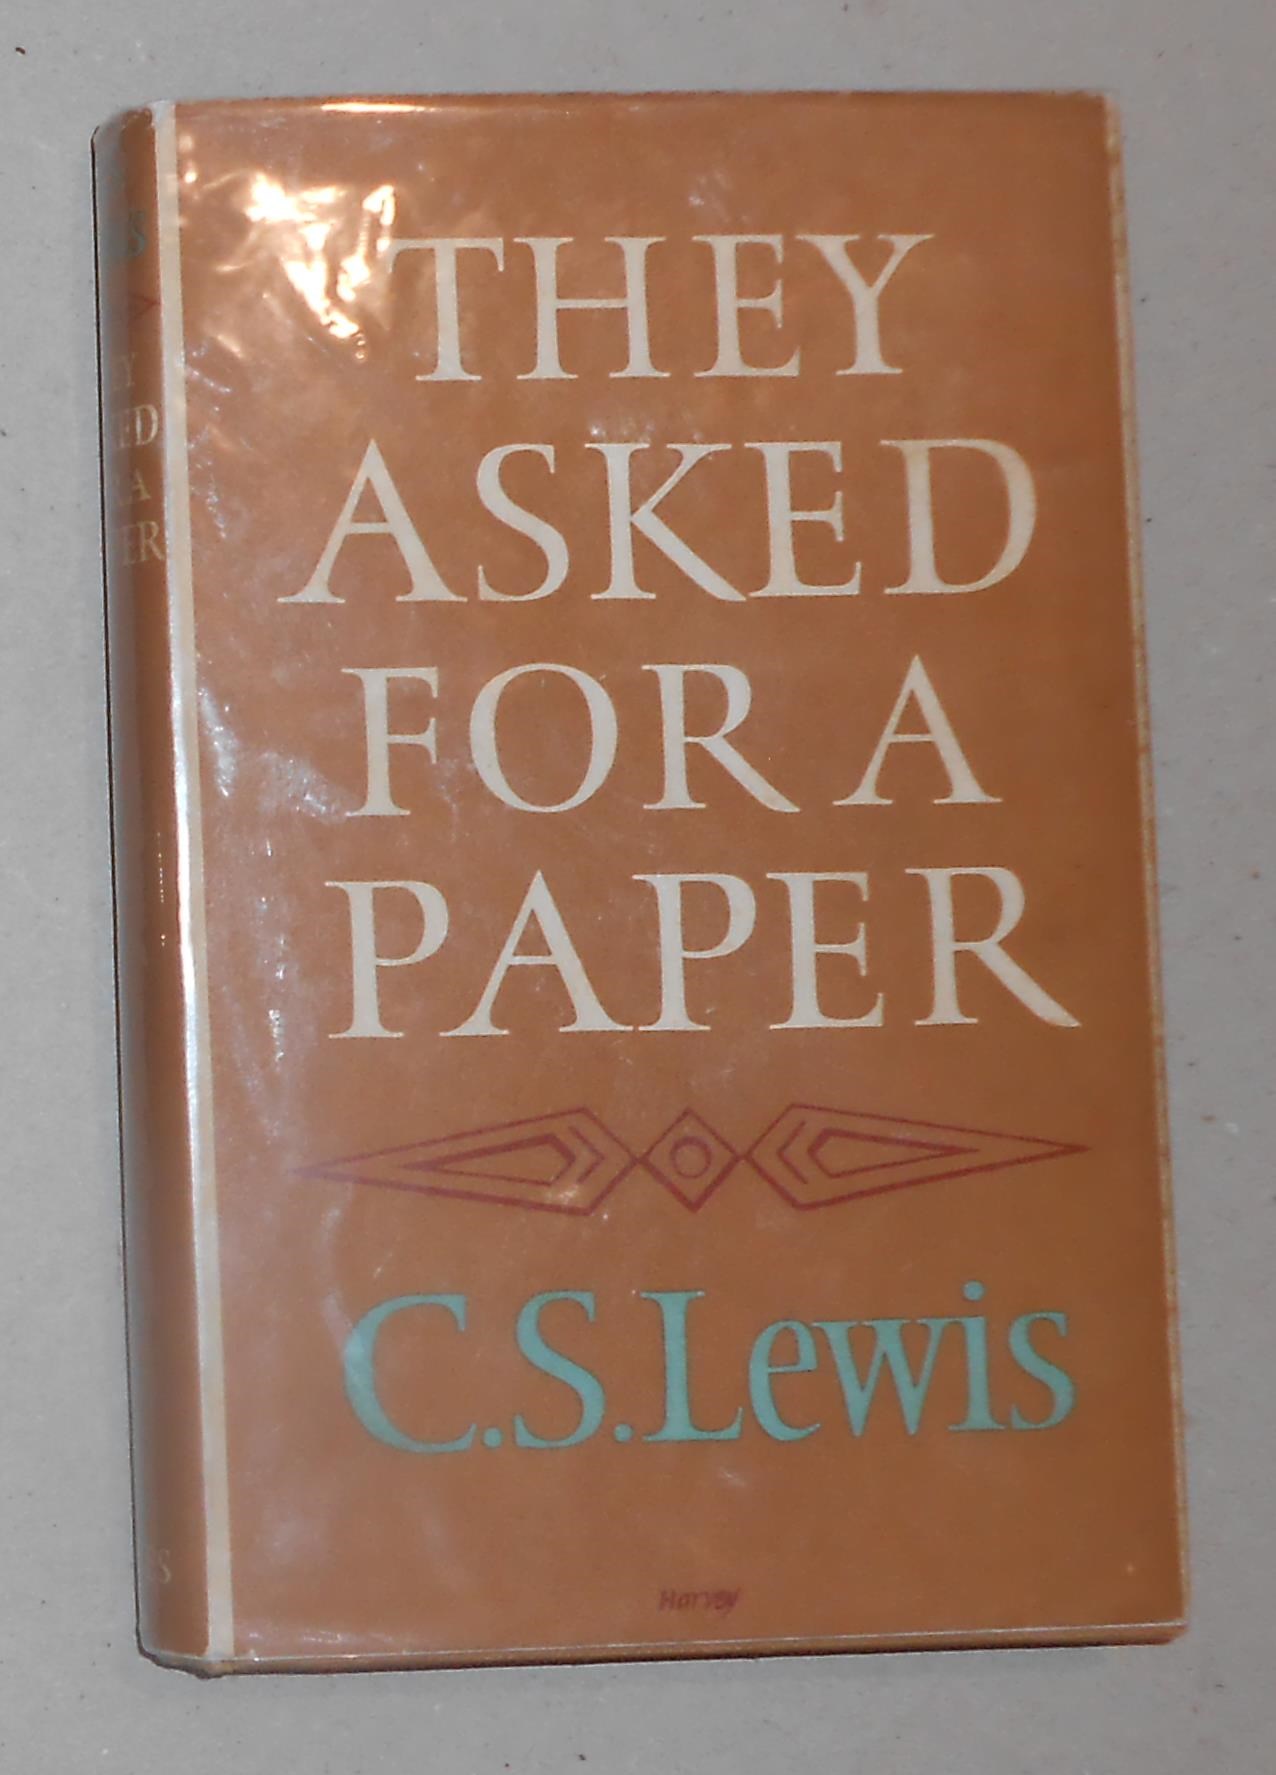 THEY
ASKED
FOR A
PAPER
C.S.Lewis
Harvey